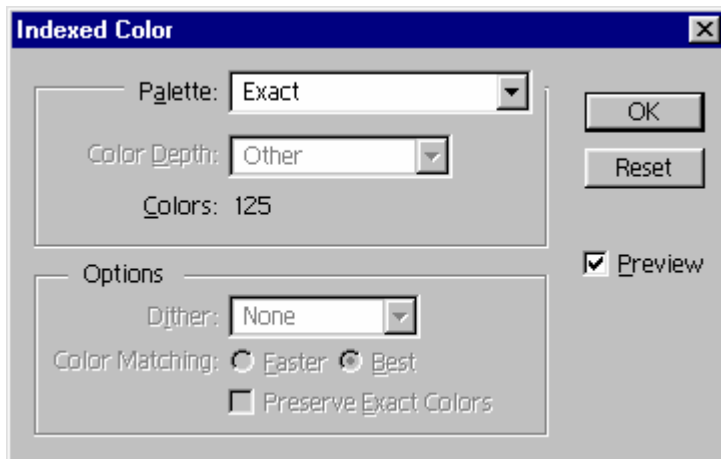 Indexed Color
Palette: Exact
OK
Color Depth: Other
Reset
Colors: 125
Preview
Options
Dither: None
Color Matching: Faster Best
Preserve Exact Colors